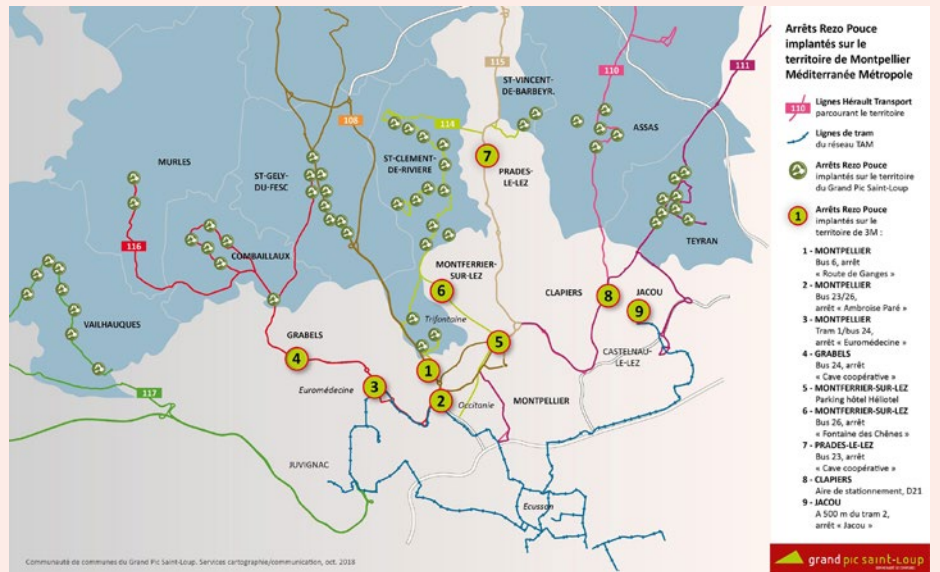 115
110
111
ST-VINCENT-
DE-BARBEYR.
108
114
ASSAS
MURLES
ST-GELY-
DU-FESC
ST-CLEMENT-
DE-RIVIERE
7
PRADES-
LE-LEZ
116
COMBAILLAUX
TEYRAN
MONTFERRIER-
SUR-LEZ
6
CLAPIERS
8
JACOU
9
VAILHAUQUES
Trifontaine
GRABELS
4
5
CASTELNAU-
LE-LEZ
1
Euromédecine
3
2
Occitanie
MONTPELLIER
117
JUVIGNAC
Ecusson
Communauté de communes du Grand Pic Saint-Loup. Services cartographie/communication, oct. 2018
Arrêts Rezo Pouce
implantés sur le
territoire de Montpellier
Méditerranée Métropole
110
Lignes Hérault Transport
parcourant le territoire
Lignes de tram
du réseau TAM
Arrêts Rezo Pouce
implantés sur le territoire
du Grand Pic Saint-Loup
1
Arrêts Rezo Pouce
implantés sur le
territoire de 3M :
1 - MONTPELLIER
Bus 6, arrêt
« Route de Ganges »
2 - MONTPELLIER
Bus 23/26,
arrêt « Ambroise Paré »
3 - MONTPELLIER
Tram 1/bus 24,
arrêt « Euromédecine »
4 - GRABELS
Bus 24, arrêt
« Cave coopérative »
5 - MONTFERRIER-SUR-LEZ
Parking hôtel Héliotel
6 - MONTFERRIER-SUR-LEZ
Bus 26, arrêt
« Fontaine des Chênes »
7 - PRADES-LE-LEZ
Bus 23, arrêt
« Cave coopérative »
8 - CLAPIERS
Aire de stationnement, D21
9 - JACOU
A 500 m du tram 2,
arrêt « Jacou »
grand pic saint-Loup